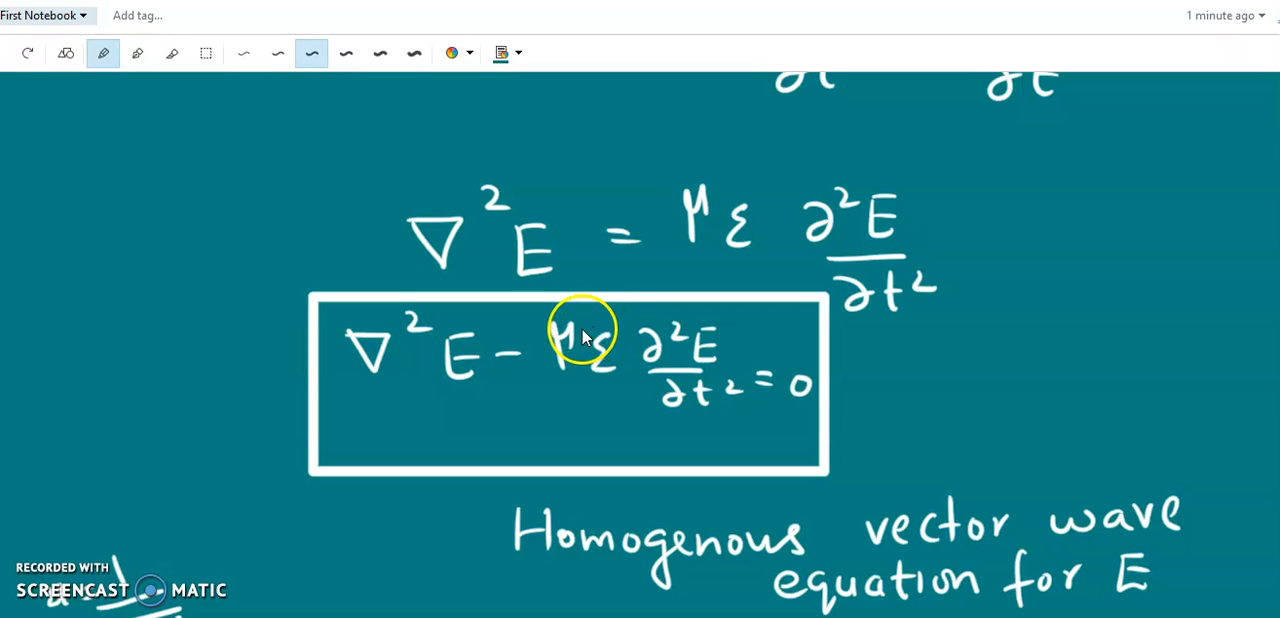 First Notebook Add tag... 1 minute ago
∂t ∂t
∇²E = με ∂²E/∂t²
∇²E - με ∂²E/∂t² = 0
Homogenous vector wave
equation for E
RECORDED WITH
SCREENCAST MATIC